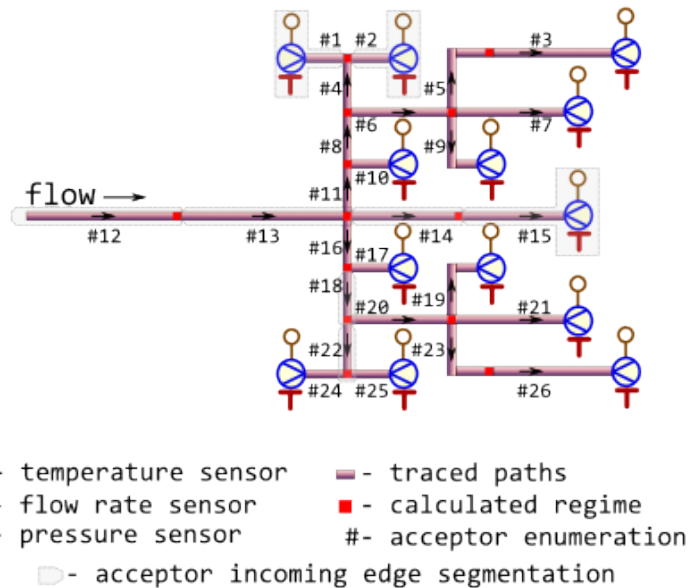 #1 #2 #3
#4 #5
#6 #7
#8 #9
#10
flow #11
#12 #13 #14 #15
#16 #17
#18 #19
#20 #21
#22 #23
#24 #25 #26
- temperature sensor - traced paths
- flow rate sensor - calculated regime
- pressure sensor #- acceptor enumeration
- acceptor incoming edge segmentation